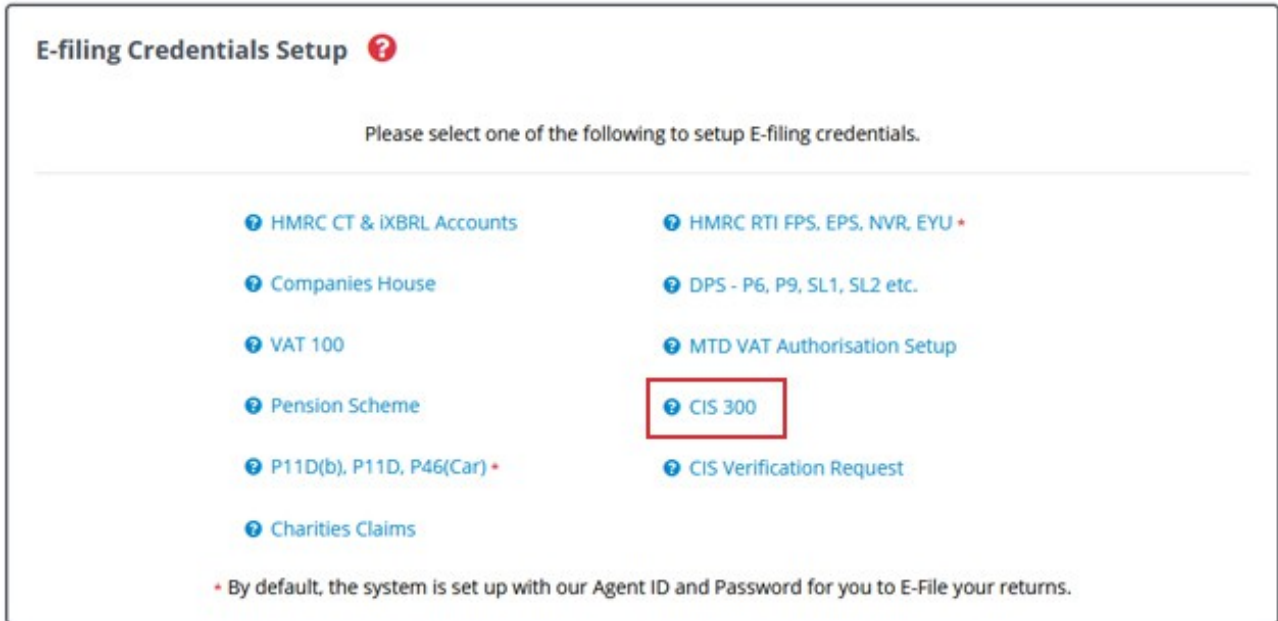 E-filing Credentials Setup
Please select one of the following to setup E-filing credentials.
HMRC CT & iXBRL Accounts
HMRC RTI FPS, EPS, NVR, EYU *
Companies House
DPS - P6, P9, SL1, SL2 etc.
VAT 100
MTD VAT Authorisation Setup
Pension Scheme
CIS 300
P11D(b), P11D, P46(Car) *
CIS Verification Request
Charities Claims
* By default, the system is set up with our Agent ID and Password for you to E-File your returns.